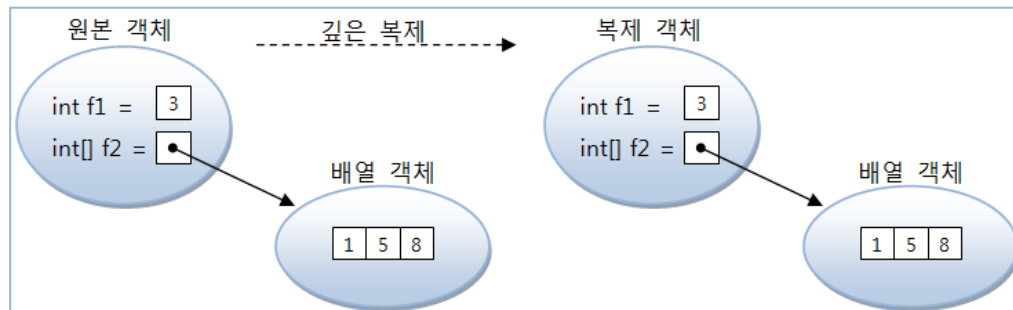 원본 객체
깊은 복제
복제 객체
int f1 = 3
int[] f2 =
배열 객체
1 5 8
int f1 = 3
int[] f2 =
배열 객체
1 5 8